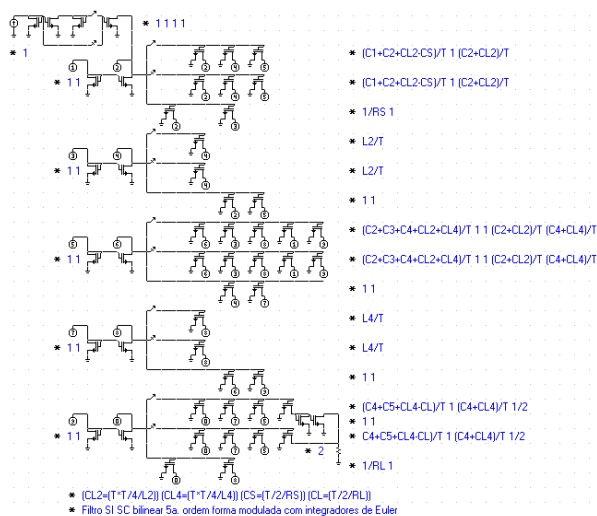 * 1 1 1 1
* 1
* (C1+C2+CL2-CS)/T 1 (C2+CL2)/T
* 1 1
* (C1+C2+CL2-CS)/T 1 (C2+CL2)/T
* 1/RS 1
* L2/T
* 1 1
* L2/T
* 1 1
* (C2+C3+C4+CL2+CL4)/T 1 1 (C2+CL2)/T (C4+CL4)/T
* 1 1
* (C2+C3+C4+CL2+CL4)/T 1 1 (C2+CL2)/T (C4+CL4)/T
* 1 1
* L4/T
* 1 1
* L4/T
* 1 1
* (C4+C5+CL4-CL)/T 1 (C4+CL4)/T 1/2
* 1 1
* 1 1
* C4+C5+CL4-CL)/T 1 (C4+CL4)/T 1/2
* 2
* 1/RL 1
* (CL2=(T*T/4/L2)) (CL4=(T*T/4/L4)) (CS=(T/2/RS)) (CL=(T/2/RL))
* Filtro SI SC bilinear 5a. ordem forma modulada com integradores de Euler